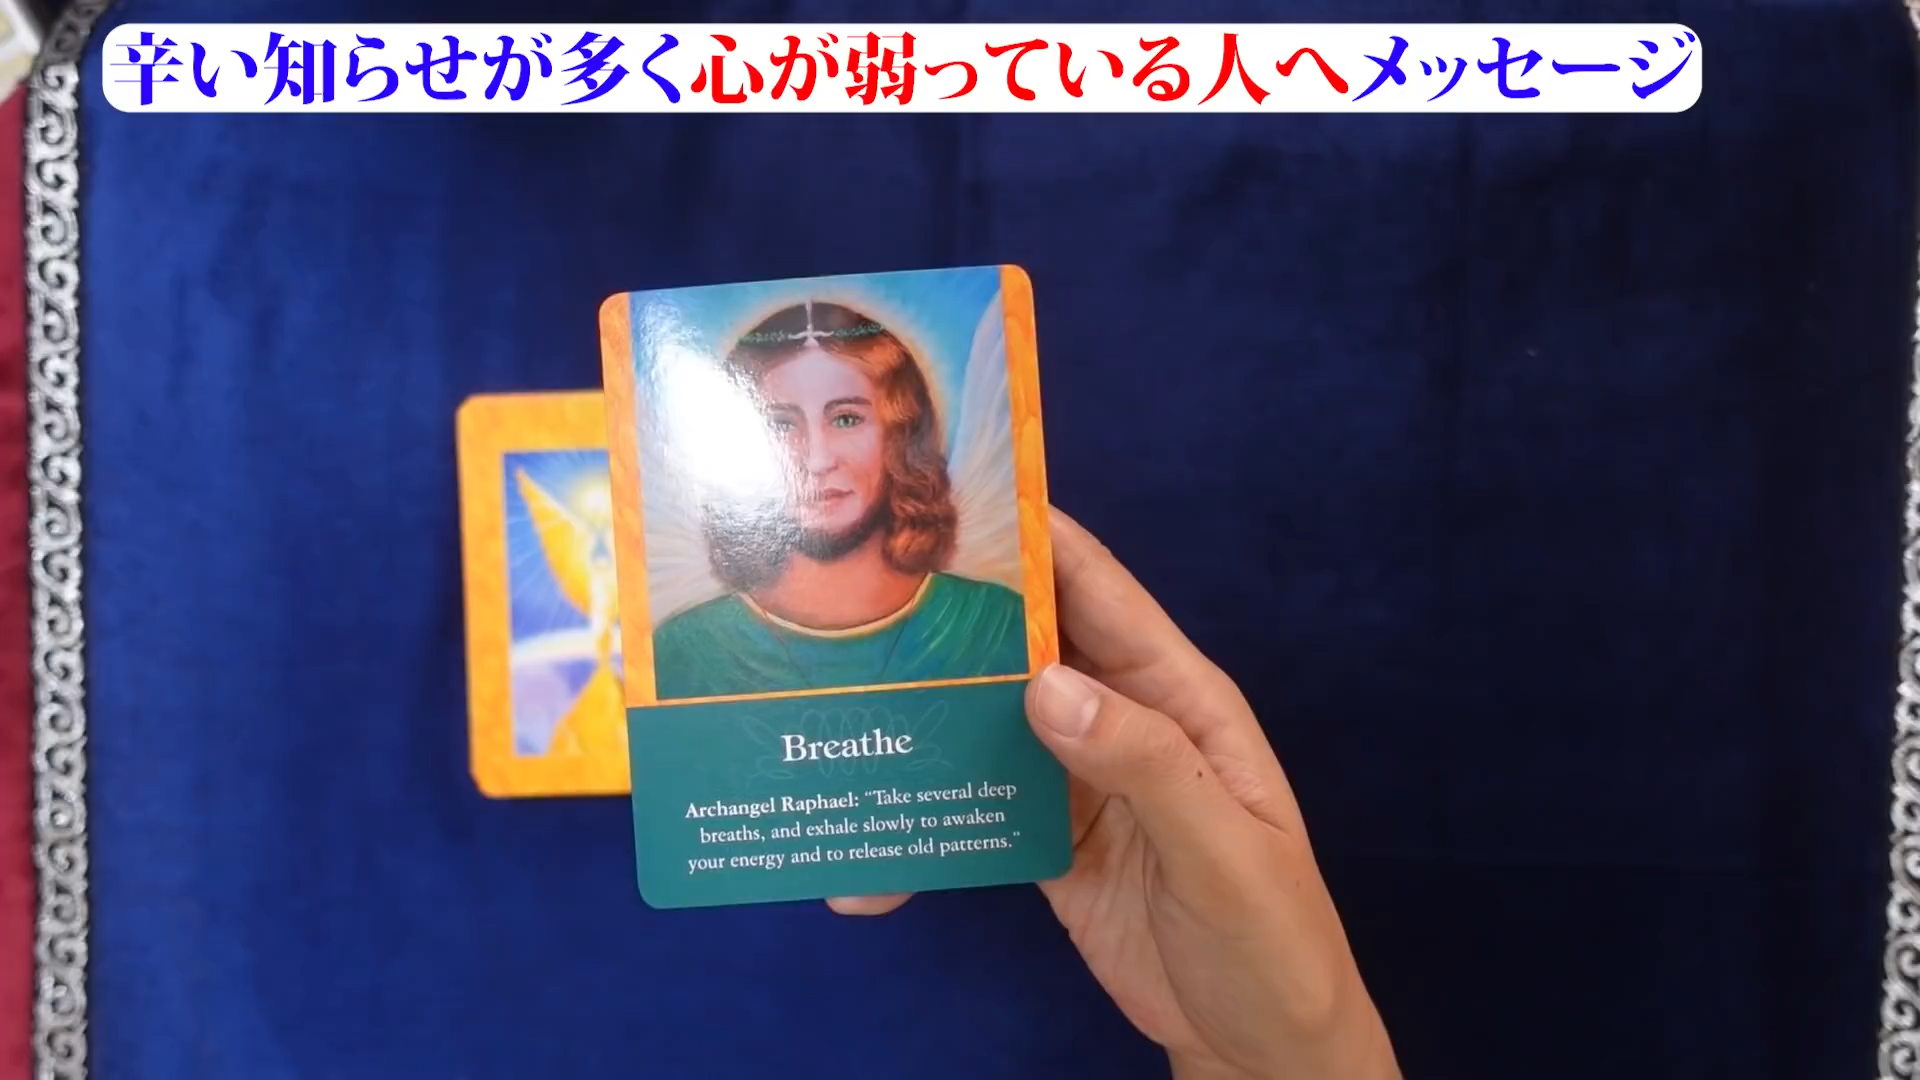 辛い知らせが多く心が弱っている人へメッセージ
Breathe
Archangel Raphael: “Take several deep
breaths, and exhale slowly to awaken
your energy and to release old patterns.”